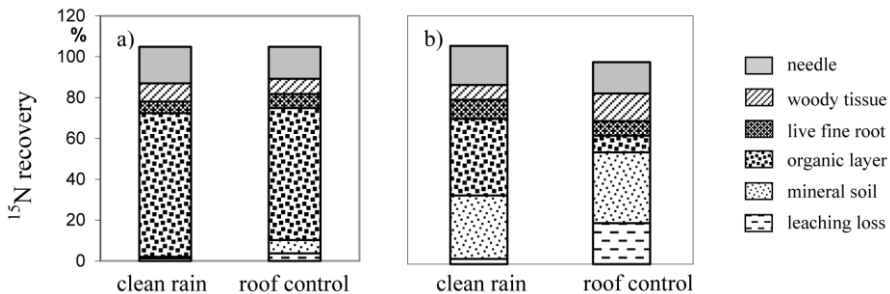 120
%
100
80
60
40
20
0
15N recovery
a)
clean rain
roof control
b)
clean rain
roof control
needle
woody tissue
live fine root
organic layer
mineral soil
leaching loss